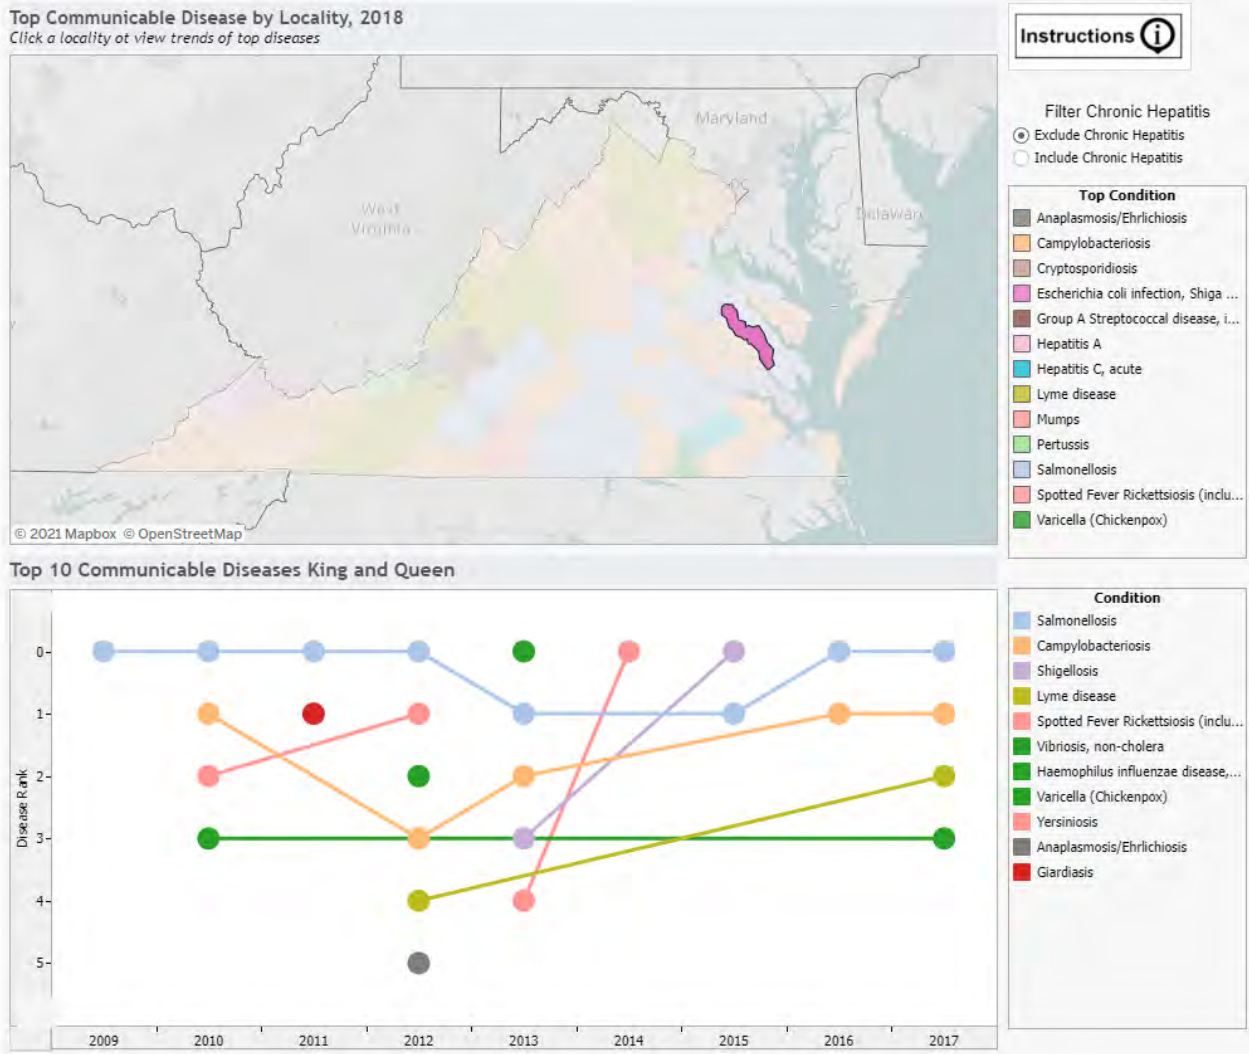 Top Communicable Disease by Locality, 2018
Click a locality ot view trends of top diseases
Instructions
Filter Chronic Hepatitis
Exclude Chronic Hepatitis
Include Chronic Hepatitis
Maryland
West
Virginia
Delaware
© 2021 Mapbox © OpenStreetMap
Top Condition
Anaplasmosis/Ehrlichiosis
Campylobacteriosis
Cryptosporidiosis
Escherichia coli infection, Shiga ...
Group A Streptococcal disease, i...
Hepatitis A
Hepatitis C, acute
Lyme disease
Mumps
Pertussis
Salmonellosis
Spotted Fever Rickettsiosis (inclu...
Varicella (Chickenpox)
Top 10 Communicable Diseases King and Queen
Disease Rank
0
1
2
3
4
5
2009 2010 2011 2012 2013 2014 2015 2016 2017
Condition
Salmonellosis
Campylobacteriosis
Shigellosis
Lyme disease
Spotted Fever Rickettsiosis (inclu...
Vibriosis, non-cholera
Haemophilus influenzae disease,...
Varicella (Chickenpox)
Yersiniosis
Anaplasmosis/Ehrlichiosis
Giardiasis